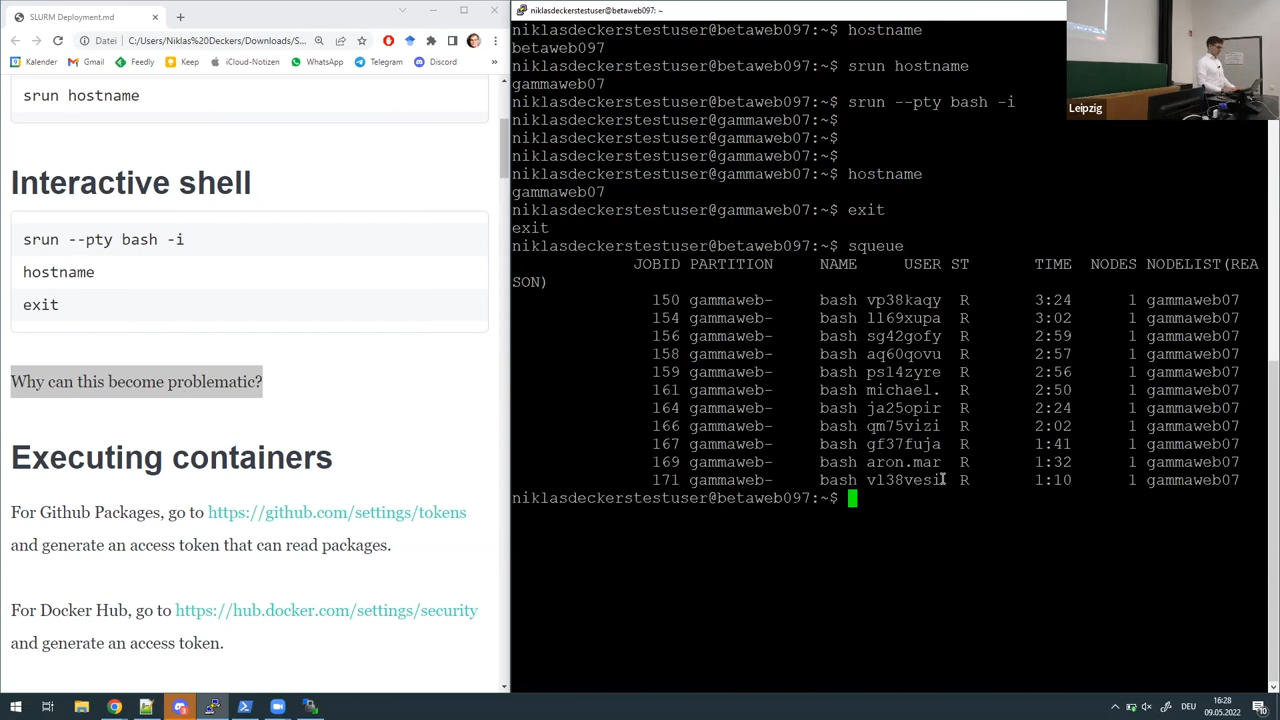 SLURM Deployment.md
Datei
C:/Users/Niklas%20Deckers/Downloads/S...
Kalender
Gmail
Feedly
Keep
iCloud-Notizen
WhatsApp
Telegram
Discord
»
srun hostname
Interactive shell
srun --pty bash -i
hostname
exit
Why can this become problematic?
Executing containers
For Github Packages, go to https://github.com/settings/tokens
and generate an access token that can read packages.
For Docker Hub, go to https://hub.docker.com/settings/security
and generate an access token.
niklasdeckerstestuser@betaweb097: ~
niklasdeckerstestuser@betaweb097:~$ hostname
betaweb097
niklasdeckerstestuser@betaweb097:~$ srun hostname
gammaweb07
niklasdeckerstestuser@betaweb097:~$ srun --pty bash -i
niklasdeckerstestuser@gammaweb07:~$
niklasdeckerstestuser@gammaweb07:~$
niklasdeckerstestuser@gammaweb07:~$
niklasdeckerstestuser@gammaweb07:~$ hostname
gammaweb07
niklasdeckerstestuser@gammaweb07:~$ exit
exit
niklasdeckerstestuser@betaweb097:~$ squeue
JOBID PARTITION NAME USER ST TIME NODES NODELIST(REA
SON)
150 gammaweb- bash vp38kaqy R 3:24 1 gammaweb07
154 gammaweb- bash ll69xupa R 3:02 1 gammaweb07
156 gammaweb- bash sg42gofy R 2:59 1 gammaweb07
158 gammaweb- bash aq60qovu R 2:57 1 gammaweb07
159 gammaweb- bash ps14zyre R 2:56 1 gammaweb07
161 gammaweb- bash michael. R 2:50 1 gammaweb07
164 gammaweb- bash ja25opir R 2:24 1 gammaweb07
166 gammaweb- bash qm75vizi R 2:02 1 gammaweb07
167 gammaweb- bash gf37fuja R 1:41 1 gammaweb07
169 gammaweb- bash aron.mar R 1:32 1 gammaweb07
171 gammaweb- bash vl38vesi R 1:10 1 gammaweb07
niklasdeckerstestuser@betaweb097:~$
Leipzig
DEU
16:28
09.05.2022
10